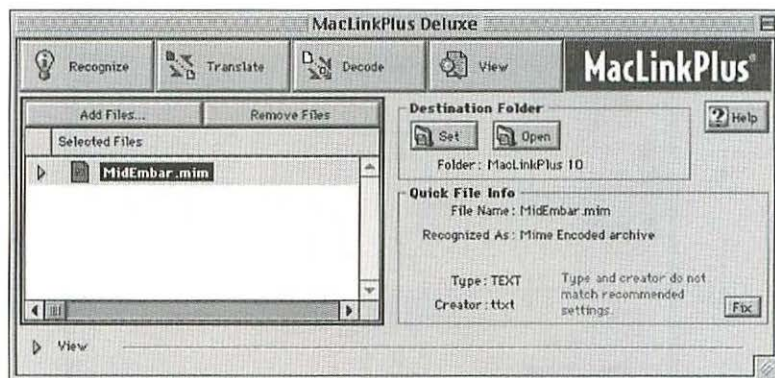 MacLinkPlus Deluxe
Recognize
Translate
Decode
View
MacLinkPlus®
Add Files...
Remove Files
Selected Files
MidEmbar.mim
Destination Folder
Set
Open
Folder: MacLinkPlus 10
? Help
Quick File Info
File Name: MidEmbar.mim
Recognized As: Mime Encoded archive
Type: TEXT
Creator: ttxt
Type and creator do not
match recommended
settings.
Fix
View